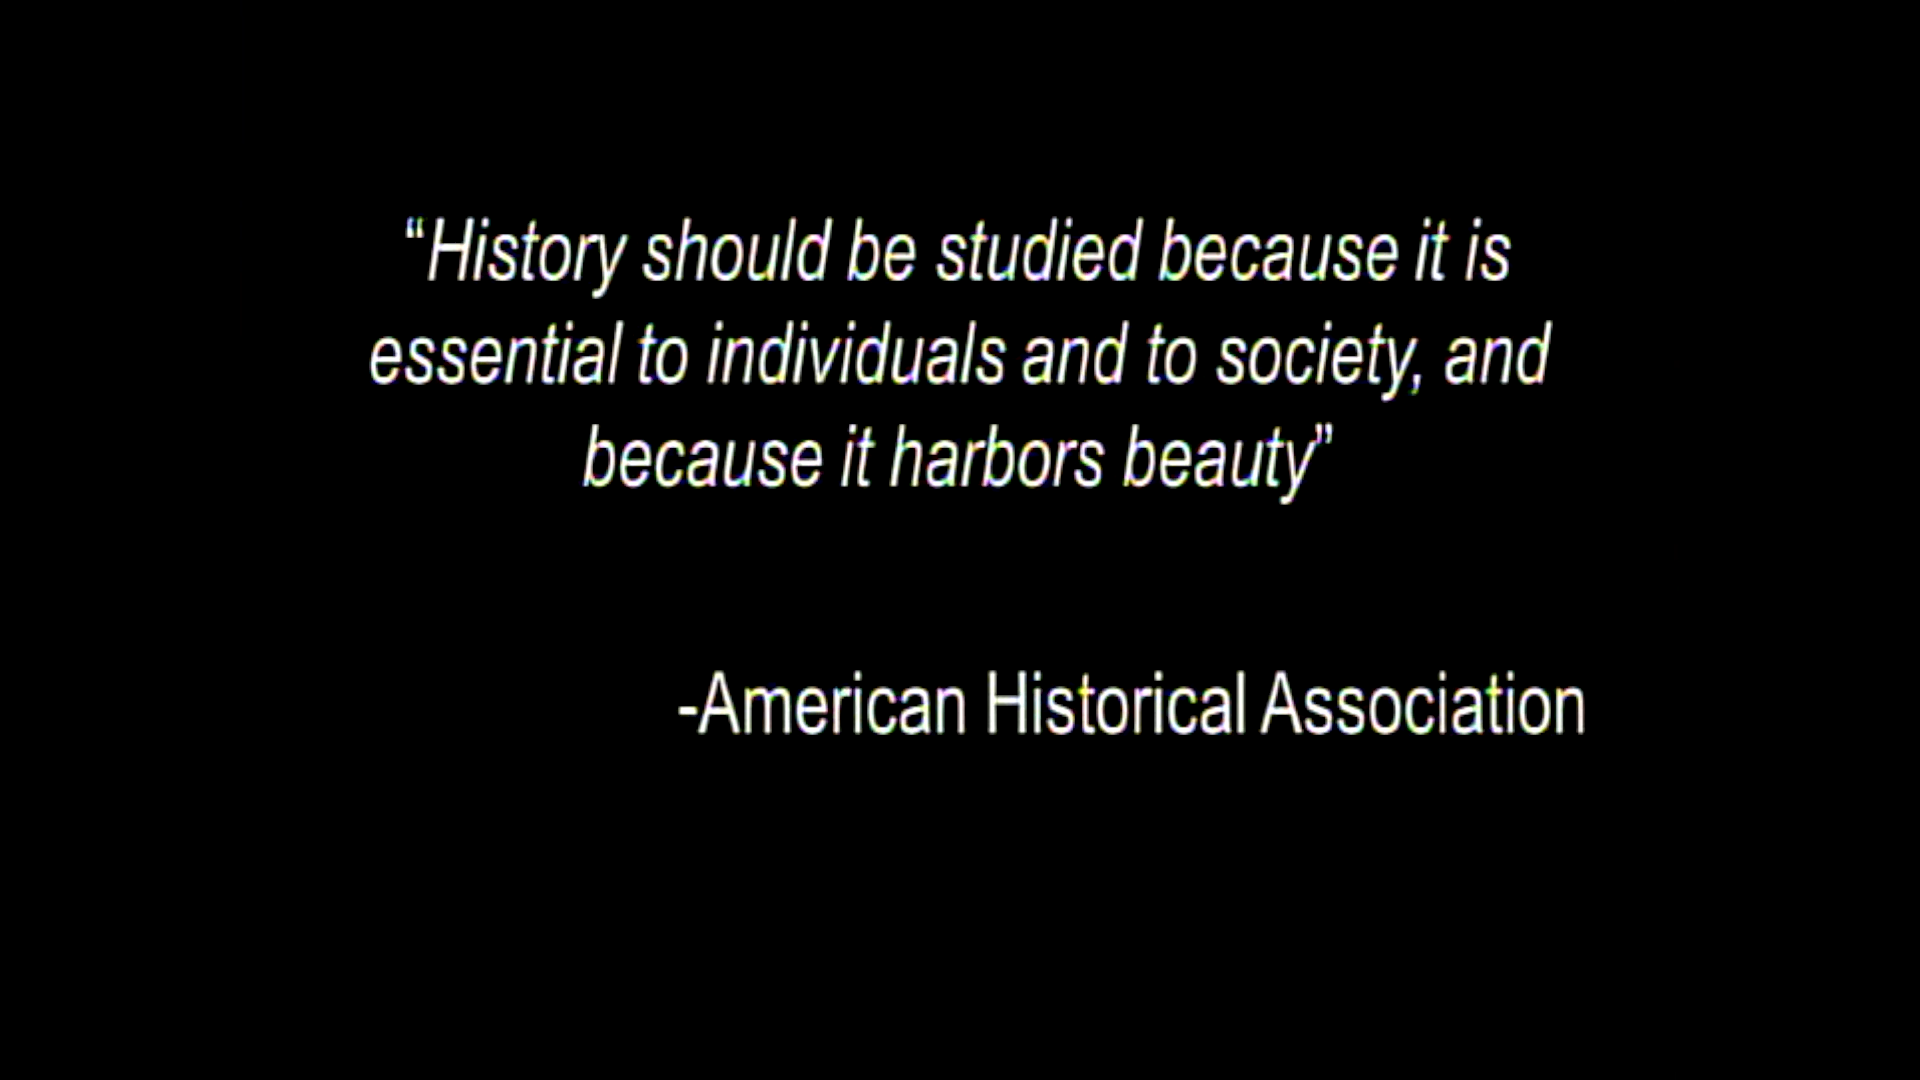 “History should be studied because it is
essential to individuals and to society, and
because it harbors beauty”
-American Historical Association